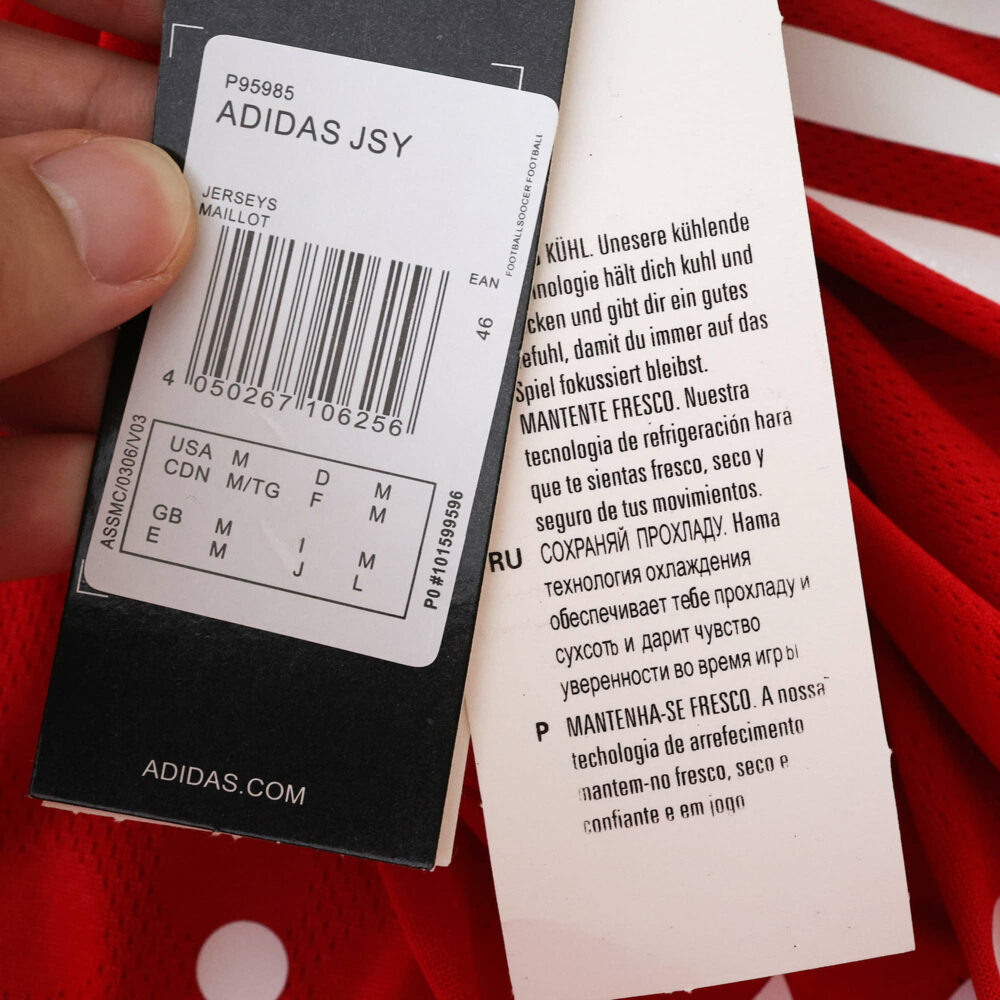 P95985
ADIDAS JSY
JERSEYS
MAILLOT
FOOTBALLSOCCER FOOTBALL
EAN
46
4 050267 106256
ASSMC/0306/V03
USA M D M
CDN M/TG F M
GB M I M
E M J L
PO#101599596
ADIDAS.COM
KÜHL. Unesere kühlende
nologie hält dich kuhl und
cken und gibt dir ein gutes
efuhl, damit du immer auf das
Spiel fokussiert bleibst.
MANTENTE FRESCO. Nuestra
tecnologia de refrigeración hara
que te sientas fresco, seco y
seguro de tus movimientos.
RU СОХРАНЯЙ ПРОХЛАДУ. Hama
технология охлаждения
обеспечивает тебе прохладу и
сухсоть и дарит чувство
уверенности во время игры
P MANTENHA-SE FRESCO. A nossa
techologia de arrefecimento
mantem-no fresco, seco e
confiante e em jogo